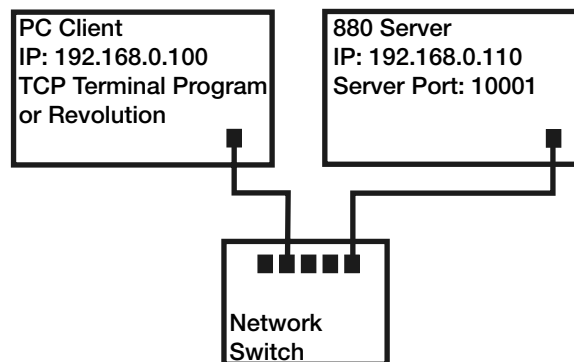 PC Client
IP: 192.168.0.100
TCP Terminal Program
or Revolution
880 Server
IP: 192.168.0.110
Server Port: 10001
Network
Switch